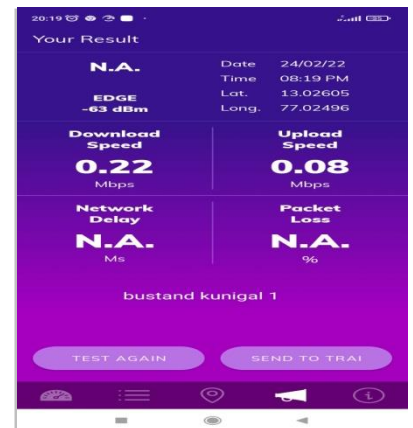 20:19
Your Result
N.A.
EDGE
-63 dBm
Date 24/02/22
Time 08:19 PM
Lat. 13.02605
Long. 77.02496
Download
Speed
0.22
Mbps
Upload
Speed
0.08
Mbps
Network
Delay
N.A.
Ms
Packet
Loss
N.A.
%
bustand kunigal 1
TEST AGAIN
SEND TO TRAI